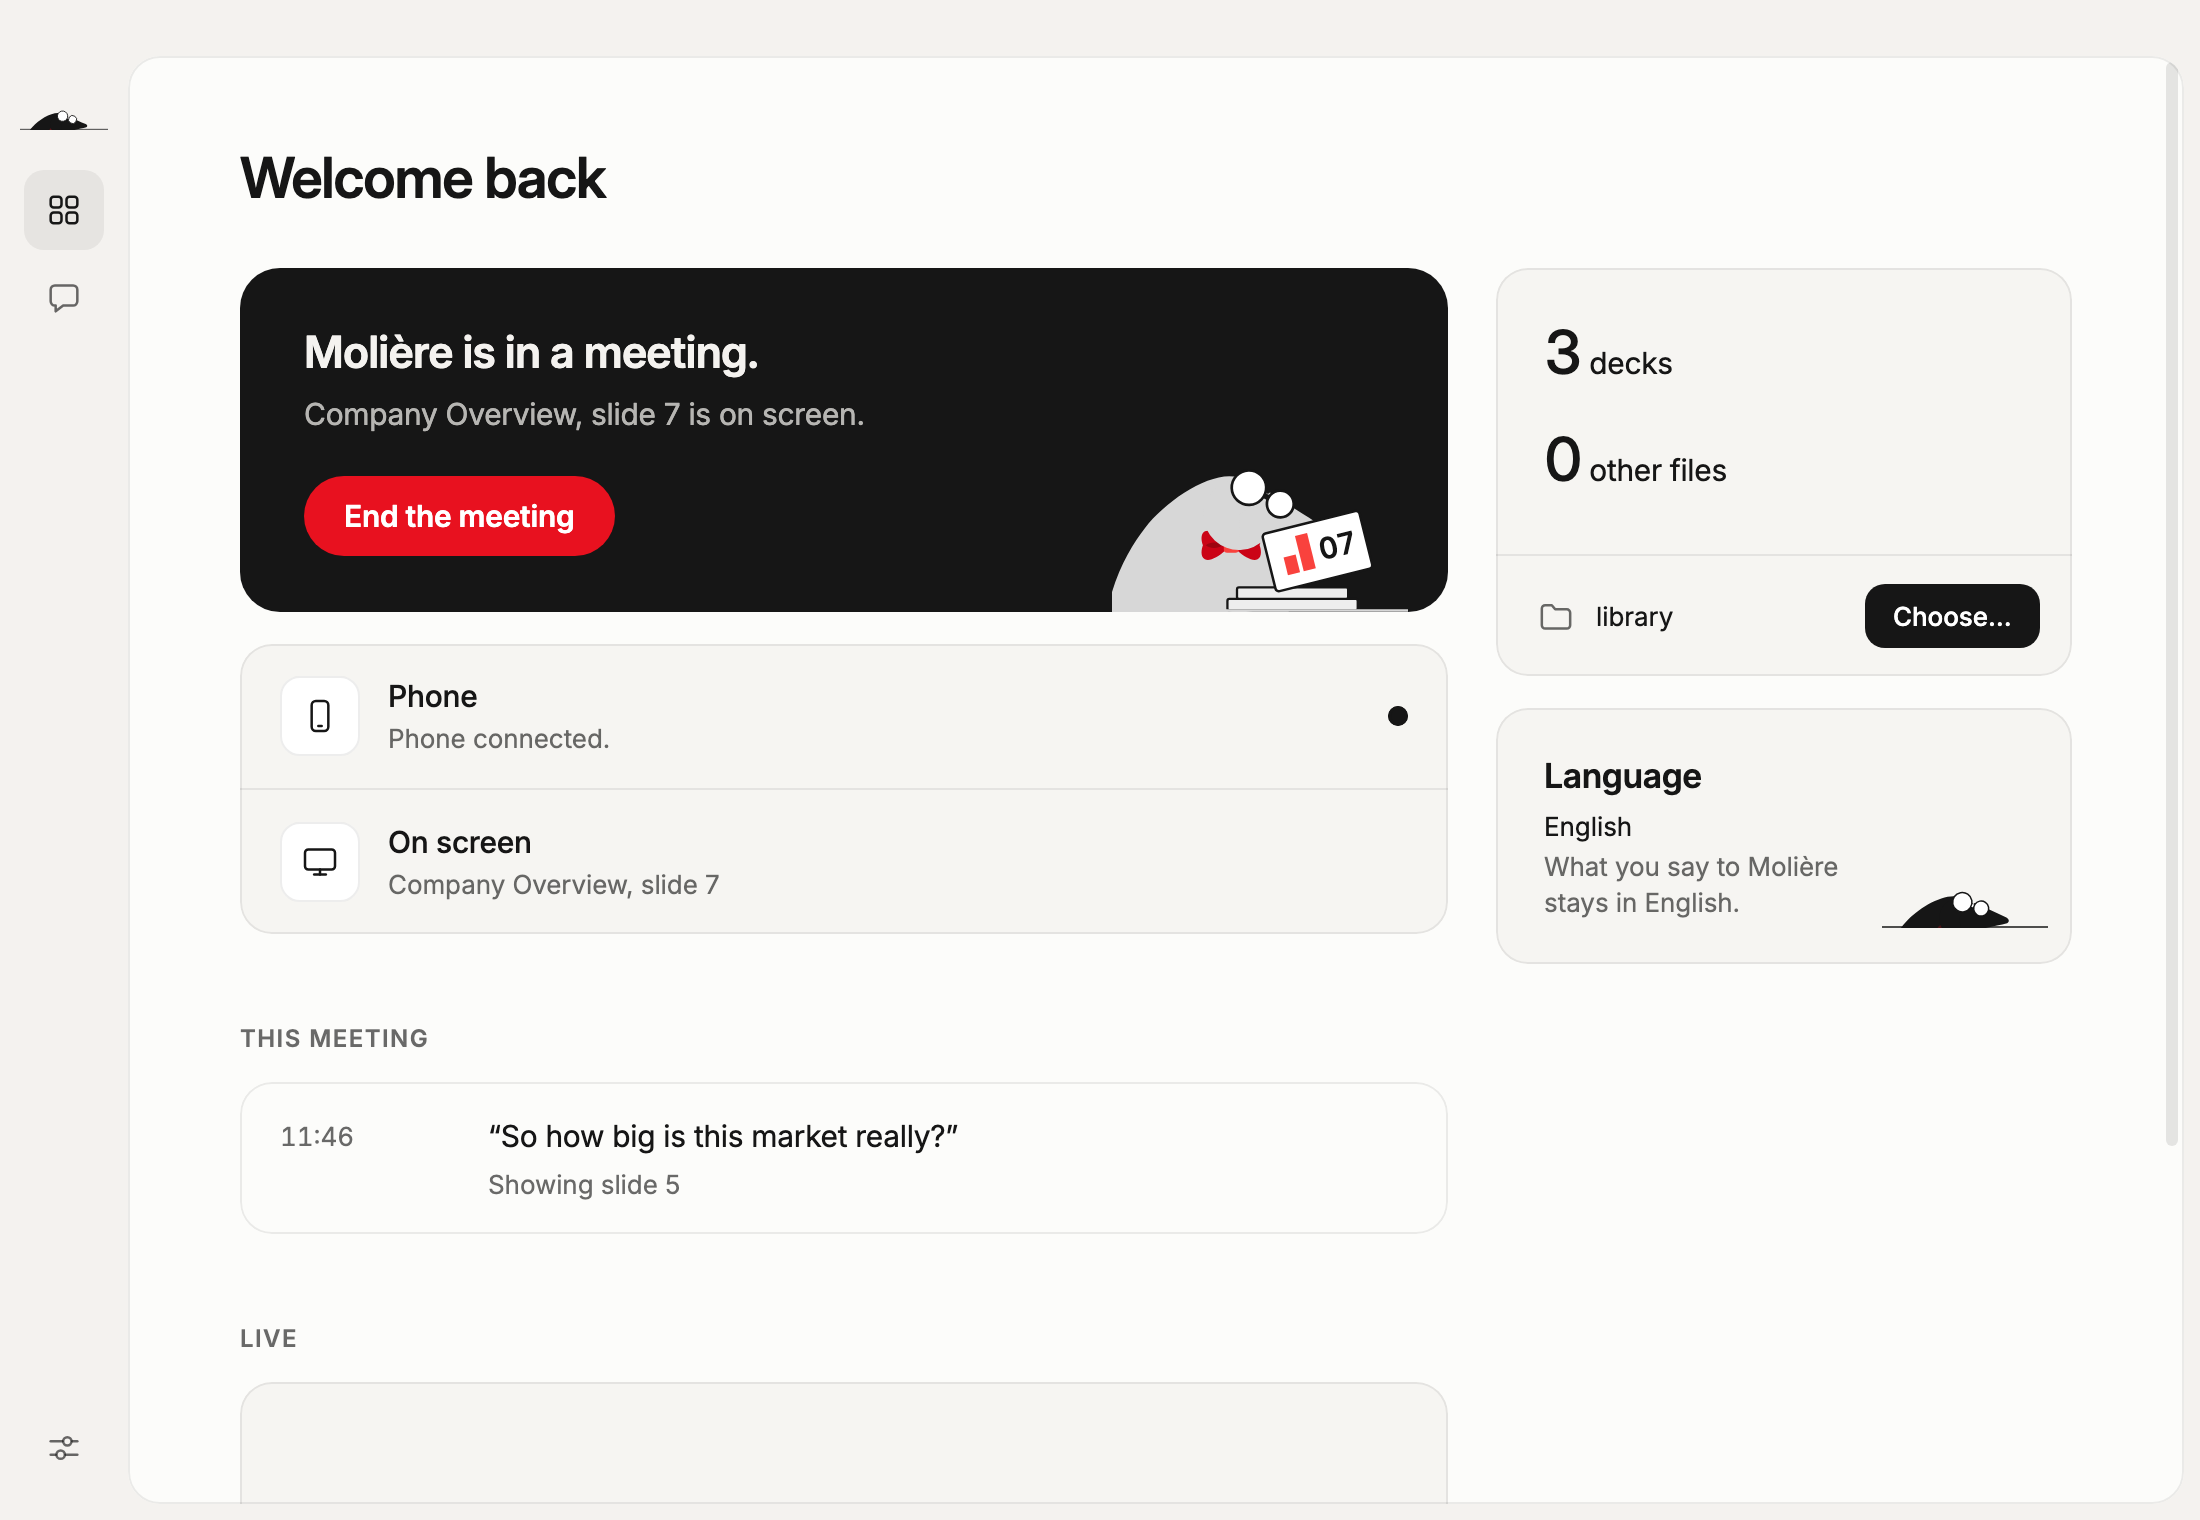 Welcome back
Molière is in a meeting.
Company Overview, slide 7 is on screen.
End the meeting
07
3 decks
0 other files
library
Choose...
Phone
Phone connected.
On screen
Company Overview, slide 7
Language
English
What you say to Molière
stays in English.
THIS MEETING
11:46
“So how big is this market really?”
Showing slide 5
LIVE